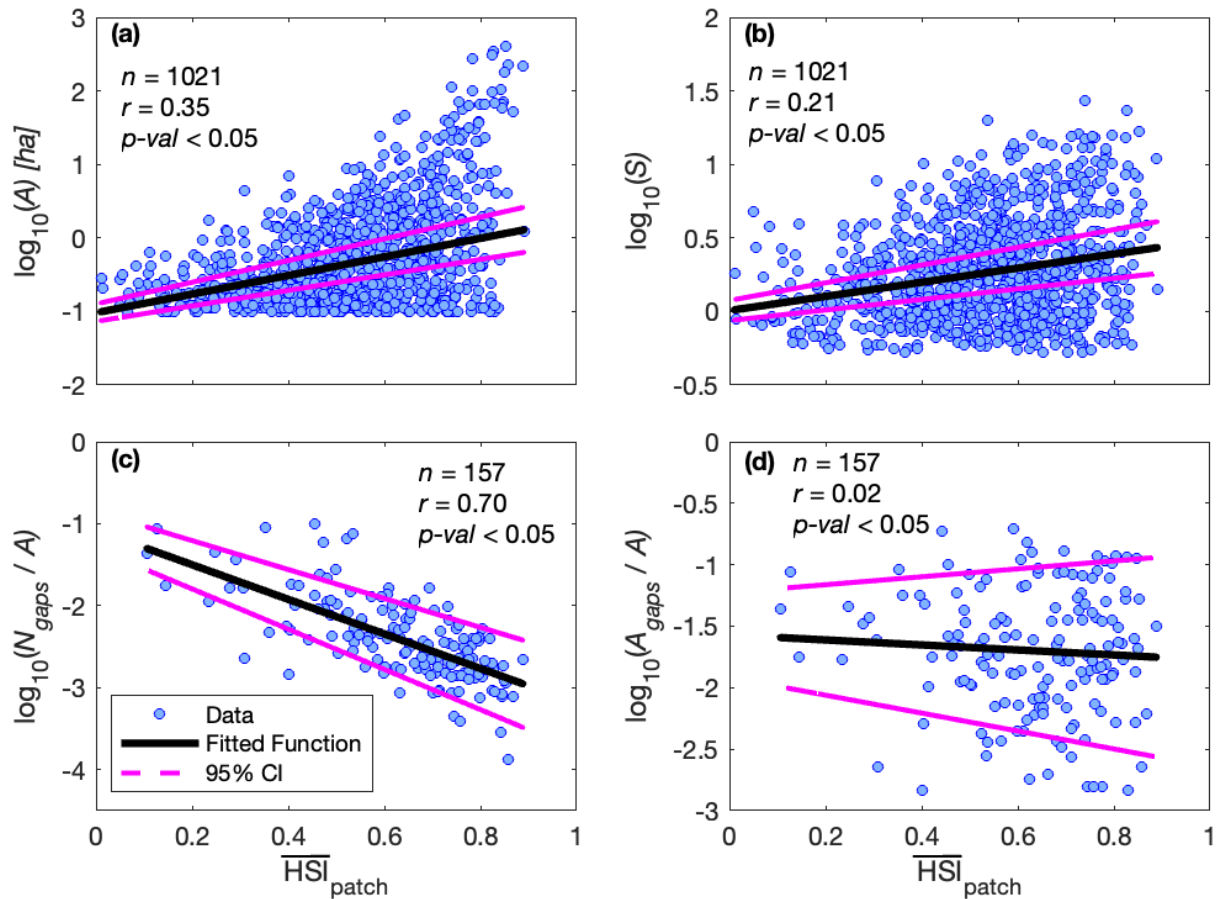 (a)
n = 1021
r = 0.35
p-val < 0.05
log10(A) [ha]
3
2
1
0
-1
-2
0
0.2
0.4
0.6
0.8
1
(b)
n = 1021
r = 0.21
p-val < 0.05
log10(S)
2
1.5
1
0.5
0
-0.5
0
0.2
0.4
0.6
0.8
1
(c)
n = 157
r = 0.70
p-val < 0.05
log10(Ngaps / A)
0
-1
-2
-3
-4
Data
Fitted Function
95% CI
0
0.2
0.4
0.6
0.8
1
HSIpatch
(d)
n = 157
r = 0.02
p-val < 0.05
log10(Agaps / A)
0
-0.5
-1
-1.5
-2
-2.5
-3
0
0.2
0.4
0.6
0.8
1
HSIpatch